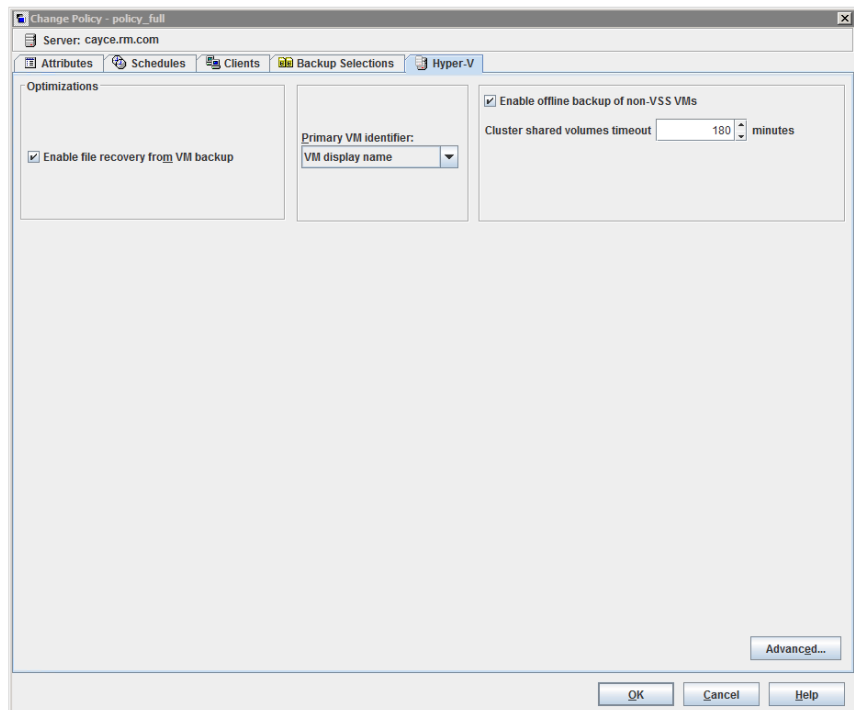 Change Policy - policy_full
Server: cayce.rm.com
Attributes Schedules Clients Backup Selections Hyper-V
Optimizations
Enable file recovery from VM backup
Primary VM identifier:
VM display name
Enable offline backup of non-VSS VMs
Cluster shared volumes timeout 180 minutes
Advanced...
OK Cancel Help